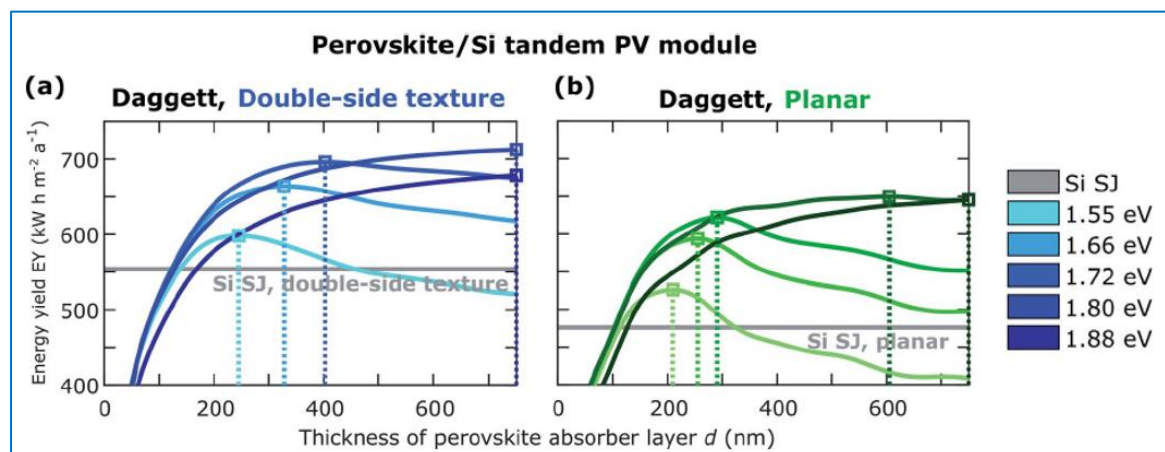 Perovskite/Si tandem PV module
(a)
Daggett, Double-side texture
(b)
Daggett, Planar
Energy yield EY (kW h m⁻² a⁻¹)
700
600
500
400
Si SJ, double-side texture
0
200
400
600
Si SJ, planar
0
200
400
600
Thickness of perovskite absorber layer d (nm)
Si SJ
1.55 eV
1.66 eV
1.72 eV
1.80 eV
1.88 eV